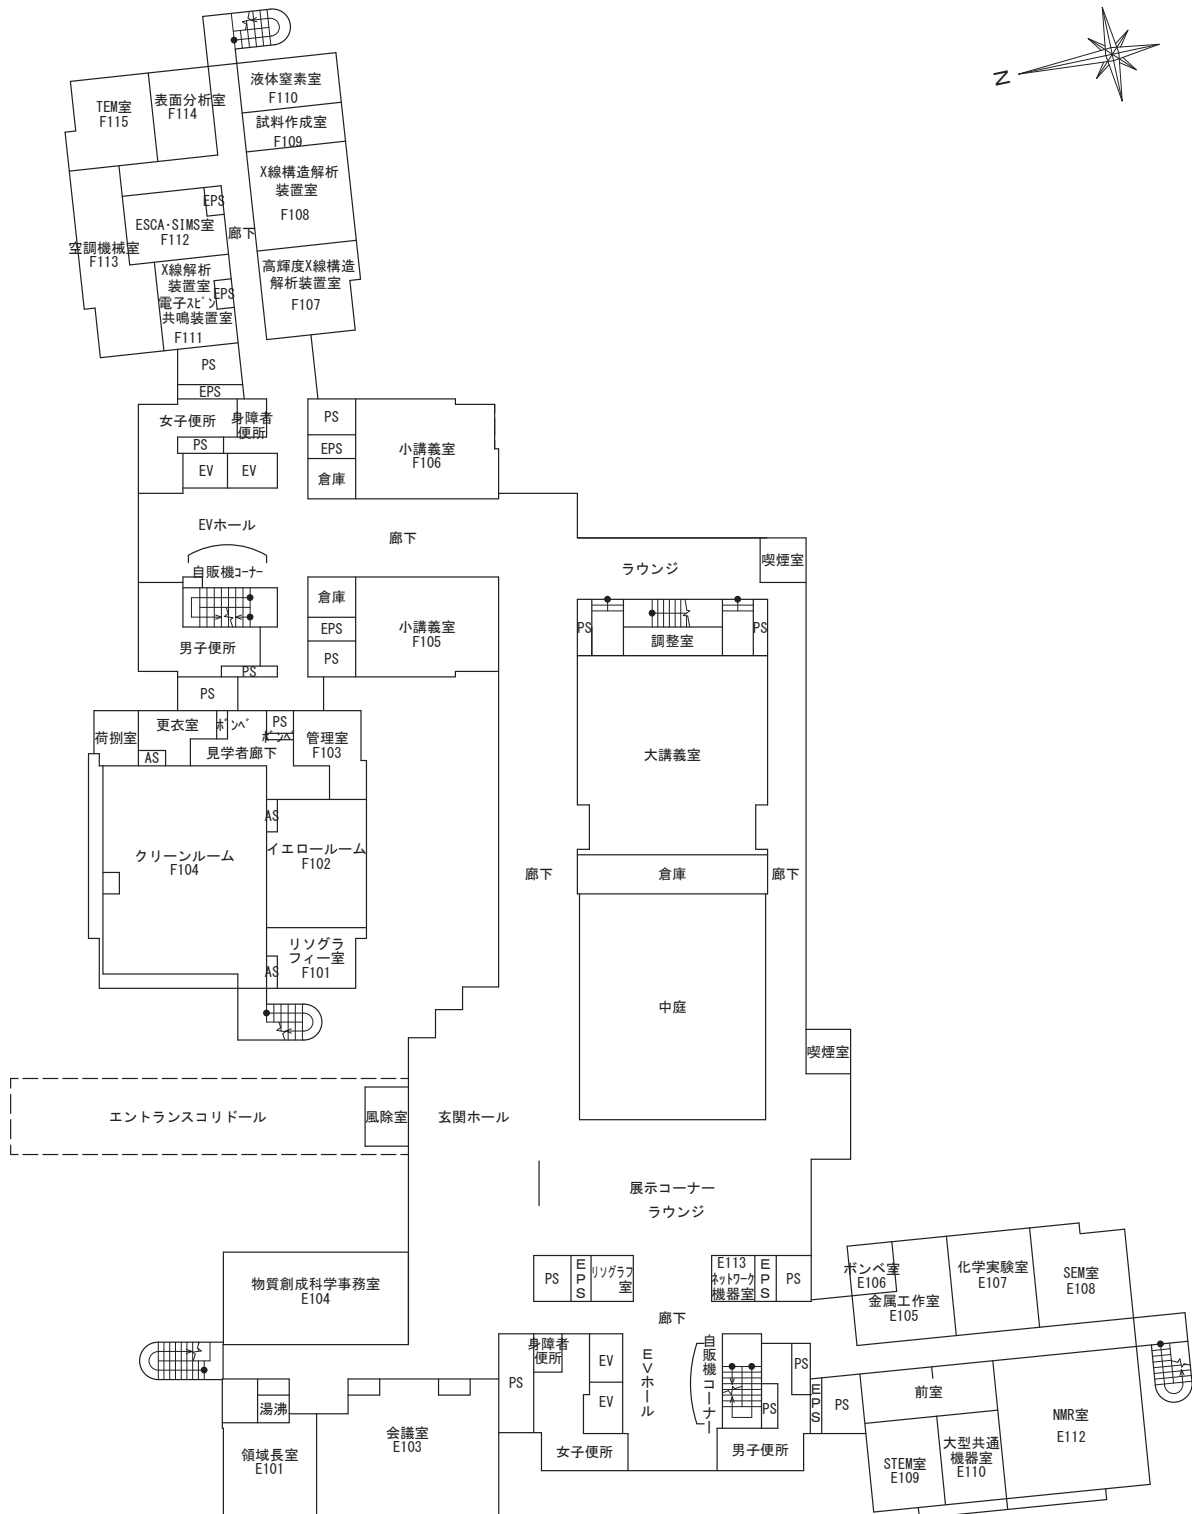 N
液体窒素室
F110
TEM室
F115
表面分析室
F114
試料作成室
F109
X線構造解析
装置室
F108
EPS
ESCA･SIMS室
F112
廊下
空調機械室
F113
X線解析
装置室
電子ｽﾋﾟﾝ
共鳴装置室
F111
EPS
高輝度X線構造
解析装置室
F107
PS
EPS
女子便所
身障者
便所
PS
EV
EV
PS
EPS
倉庫
小講義室
F106
EVホール
廊下
自販機ｺｰﾅｰ
ラウンジ
喫煙室
倉庫
EPS
PS
小講義室
F105
男子便所
PS
PS
PS
調整室
PS
荷捌室
更衣室
ﾎﾞﾝﾍﾞ
PS
ﾎﾞﾝﾍﾞ
管理室
F103
AS
見学者廊下
大講義室
AS
クリーンルーム
F104
イエロールーム
F102
廊下
倉庫
廊下
リソグラ
フィー室
F101
AS
中庭
喫煙室
エントランスコリドール
風除室
玄関ホール
展示コーナー
ラウンジ
物質創成科学事務室
E104
PS
EPS
リソグラフ
室
E113
ﾈｯﾄﾜｰｸ
機器室
EPS
PS
ボンベ室
E106
金属工作室
E105
化学実験室
E107
SEM室
E108
廊下
PS
身障者
便所
EV
EV
EVホール
自販機コーナー
PS
PS
EPS
PS
前室
NMR室
E112
湯沸
領域長室
E101
会議室
E103
女子便所
男子便所
STEM室
E109
大型共通
機器室
E110